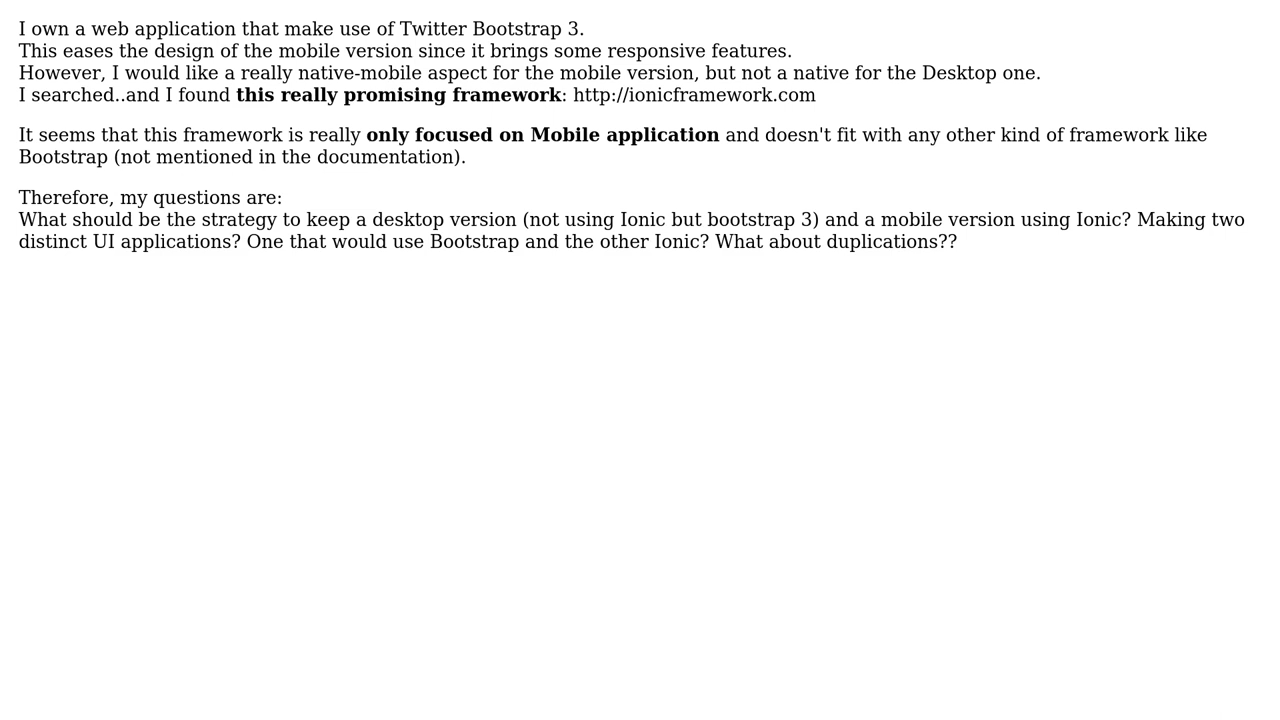 I own a web application that make use of Twitter Bootstrap 3.
This eases the design of the mobile version since it brings some responsive features.
However, I would like a really native-mobile aspect for the mobile version, but not a native for the Desktop one.
I searched..and I found this really promising framework: http://ionicframework.com
It seems that this framework is really only focused on Mobile application and doesn't fit with any other kind of framework like
Bootstrap (not mentioned in the documentation).
Therefore, my questions are:
What should be the strategy to keep a desktop version (not using Ionic but bootstrap 3) and a mobile version using Ionic? Making two
distinct UI applications? One that would use Bootstrap and the other Ionic? What about duplications??